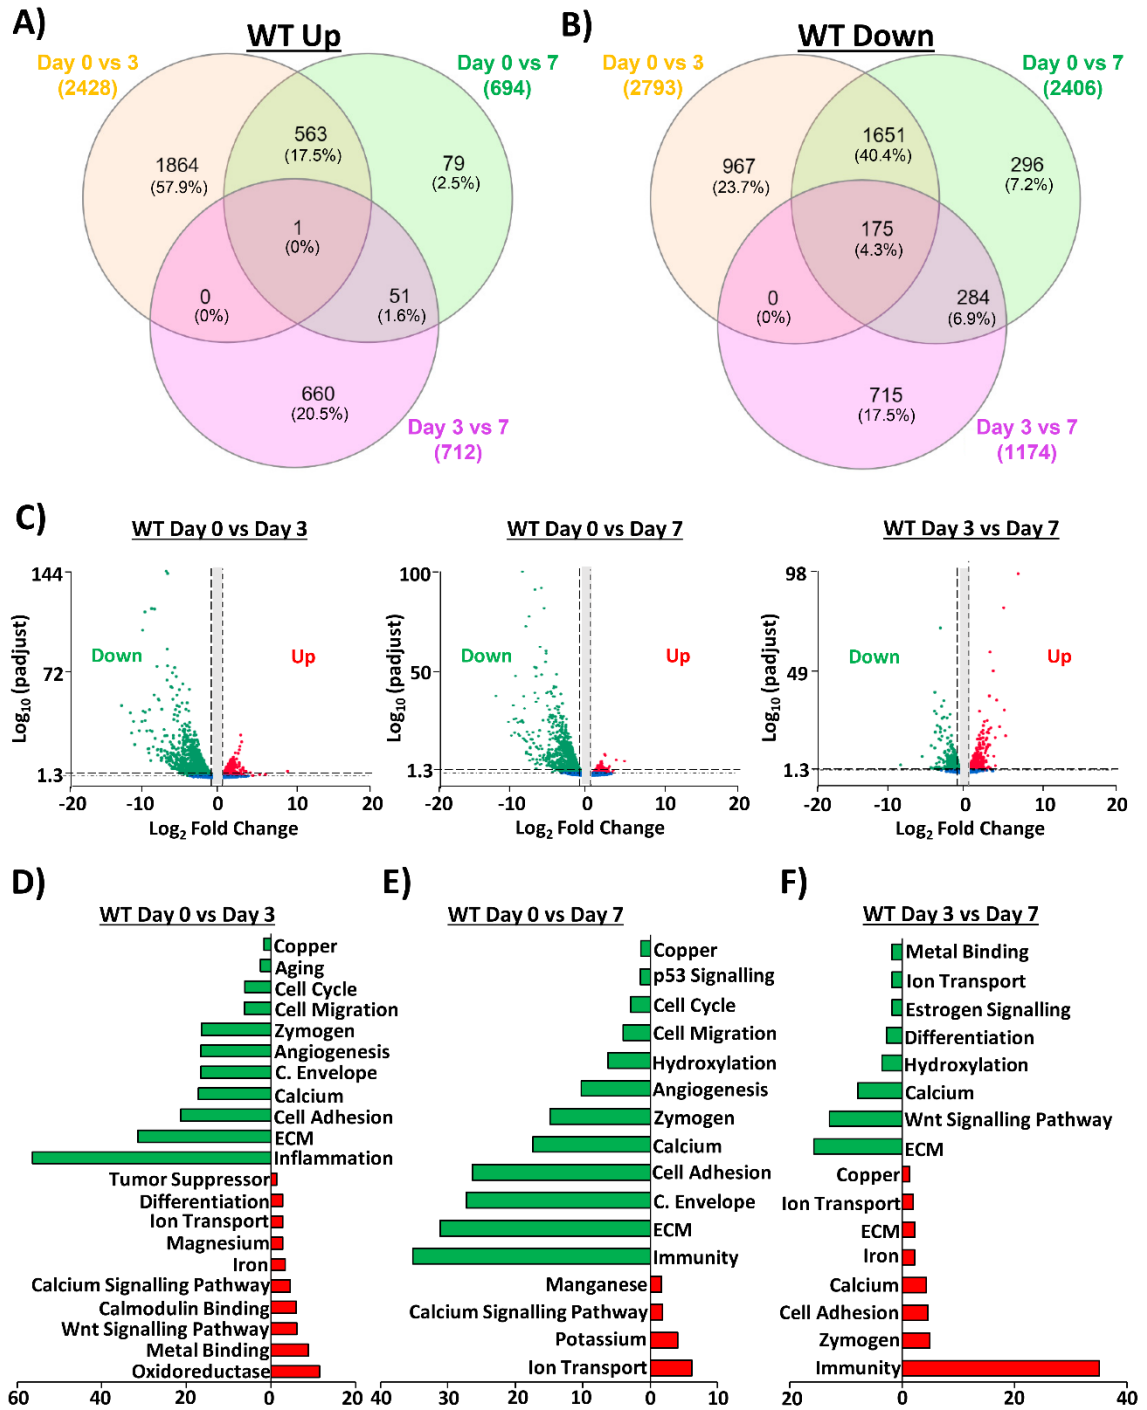 A)
WT Up
Day 0 vs 3
(2428)
Day 0 vs 7
(694)
1864
(57.9%)
563
(17.5%)
79
(2.5%)
1
(0%)
0
(0%)
51
(1.6%)
660
(20.5%)
Day 3 vs 7
(712)
B)
WT Down
Day 0 vs 3
(2793)
Day 0 vs 7
(2406)
967
(23.7%)
1651
(40.4%)
296
(7.2%)
175
(4.3%)
0
(0%)
284
(6.9%)
715
(17.5%)
Day 3 vs 7
(1174)
C)
WT Day 0 vs Day 3
144
72
1.3
Log10 (padjust)
Down
Up
-20 -10 0 10 20
Log2 Fold Change
WT Day 0 vs Day 7
100
50
1.3
Log10 (padjust)
Down
Up
-20 -10 0 10 20
Log2 Fold Change
WT Day 3 vs Day 7
98
49
1.3
Log10 (padjust)
Down
Up
-20 -10 0 10 20
Log2 Fold Change
D)
WT Day 0 vs Day 3
Copper
Aging
Cell Cycle
Cell Migration
Zymogen
Angiogenesis
C. Envelope
Calcium
Cell Adhesion
ECM
Inflammation
Tumor Suppressor
Differentiation
Ion Transport
Magnesium
Iron
Calcium Signalling Pathway
Calmodulin Binding
Wnt Signalling Pathway
Metal Binding
Oxidoreductase
60 40 20 0 20
E)
WT Day 0 vs Day 7
Copper
p53 Signalling
Cell Cycle
Cell Migration
Hydroxylation
Angiogenesis
Zymogen
Calcium
Cell Adhesion
C. Envelope
ECM
Immunity
Manganese
Calcium Signalling Pathway
Potassium
Ion Transport
40 30 20 10 0 10
F)
WT Day 3 vs Day 7
Metal Binding
Ion Transport
Estrogen Signalling
Differentiation
Hydroxylation
Calcium
Wnt Signalling Pathway
ECM
Copper
Ion Transport
ECM
Iron
Calcium
Cell Adhesion
Zymogen
Immunity
20 0 20 40